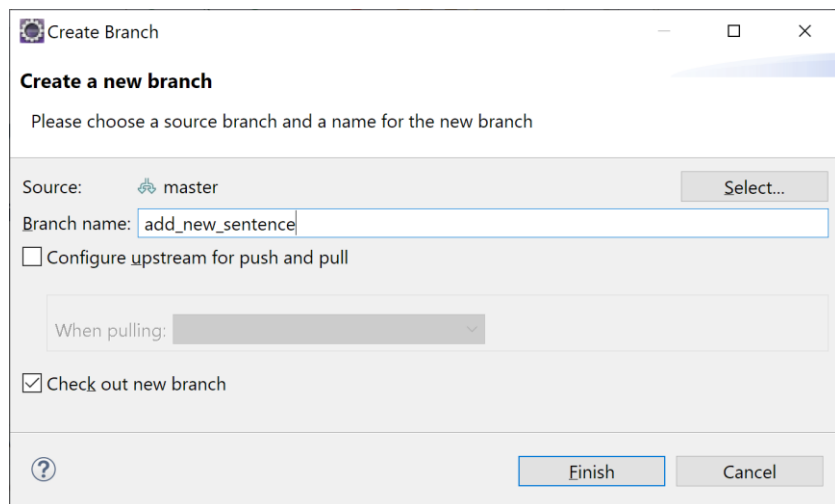 Create Branch
Create a new branch
Please choose a source branch and a name for the new branch
Source: master Select...
Branch name: add_new_sentence
Configure upstream for push and pull
When pulling:
Check out new branch
? Finish Cancel